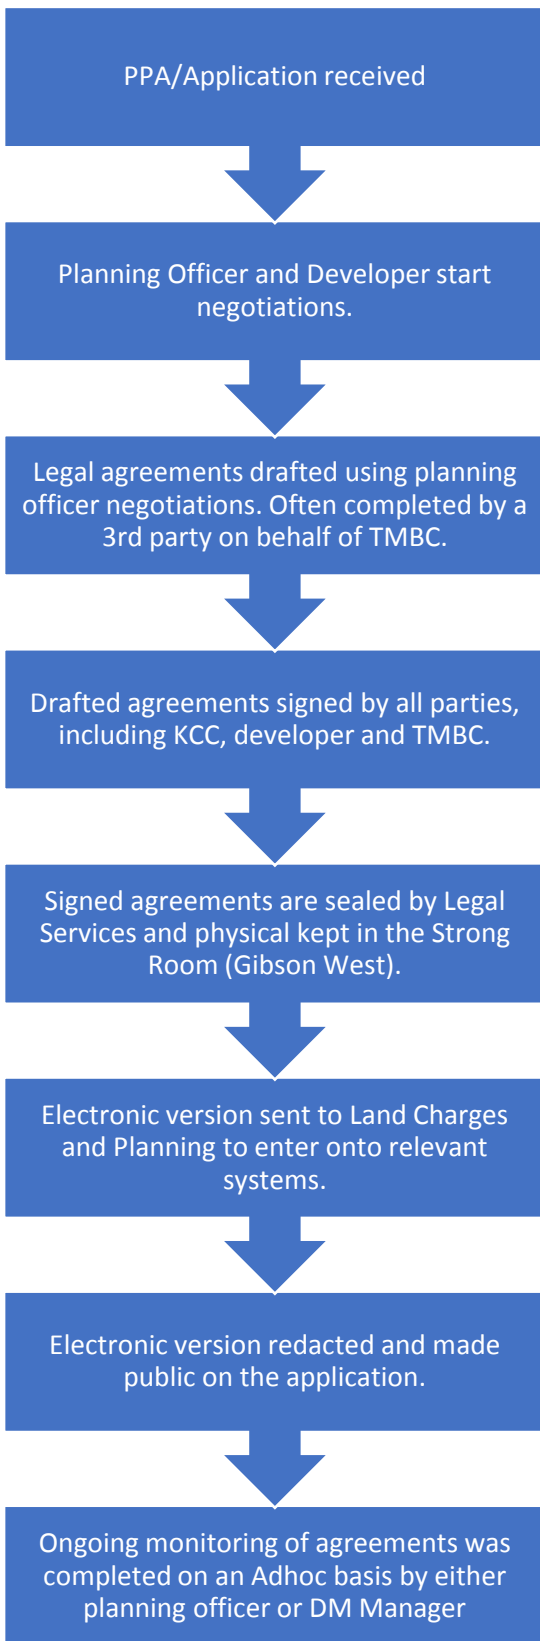 PPA/Application received
Planning Officer and Developer start
negotiations.
Legal agreements drafted using planning
officer negotiations. Often completed by a
3rd party on behalf of TMBC.
Drafted agreements signed by all parties,
including KCC, developer and TMBC.
Signed agreements are sealed by Legal
Services and physical kept in the Strong
Room (Gibson West).
Electronic version sent to Land Charges
and Planning to enter onto relevant
systems.
Electronic version redacted and made
public on the application.
Ongoing monitoring of agreements was
completed on an Adhoc basis by either
planning officer or DM Manager